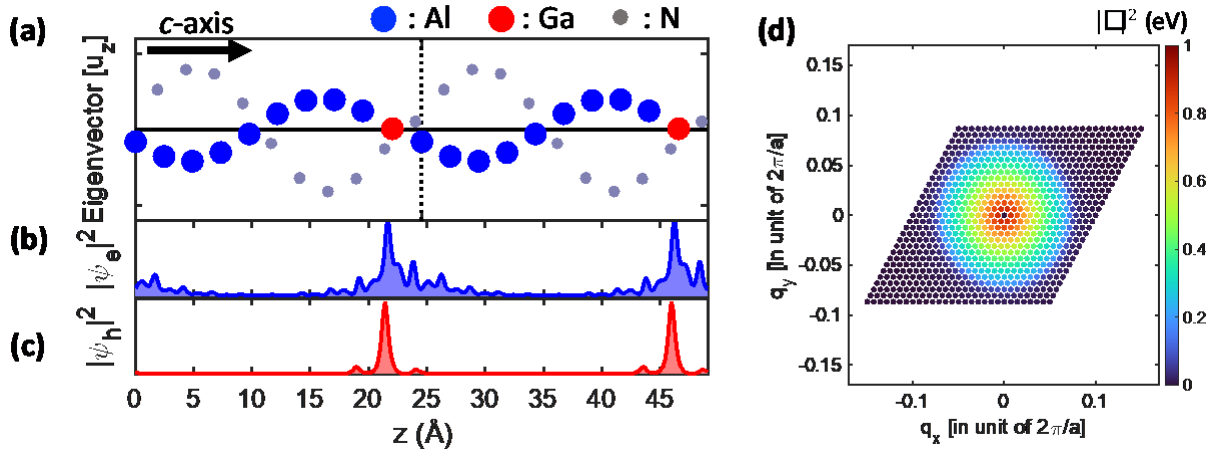 (a)
c-axis
: Al : Ga : N
Eigenvector [u_z]
(b)
|ψ_e|^2
(c)
|ψ_h|^2
0 5 10 15 20 25 30 35 40 45
z (Å)
(d)
|□|^2 (eV)
0.15
0.1
0.05
0
-0.05
-0.1
-0.15
q_y [in unit of 2π/a]
-0.1 0 0.1
q_x [in unit of 2π/a]
1
0.8
0.6
0.4
0.2
0